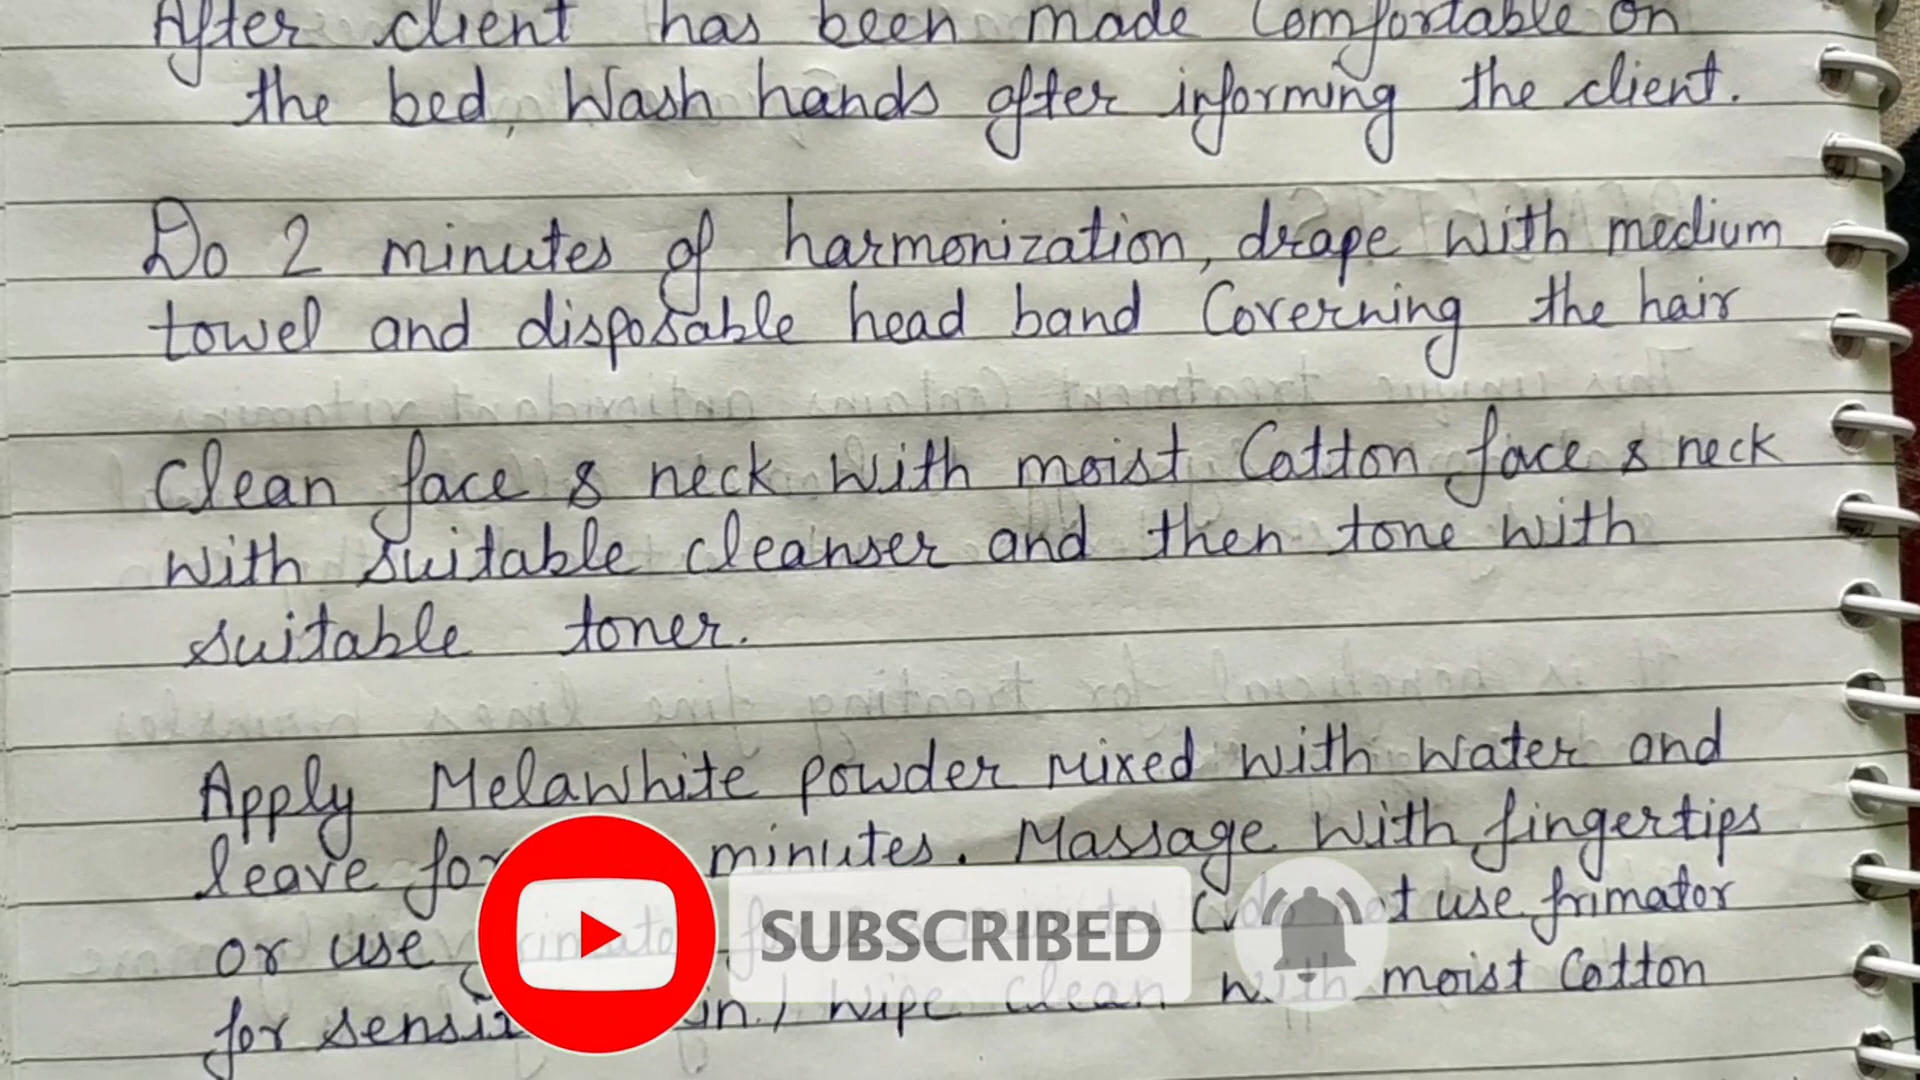 After client has been made Comfortable on
the bed, Wash hands after informing the client.
Do 2 minutes of harmonization, drape with medium
towel and disposable head band Coverning the hair
Clean face & neck with moist Cotton face & neck
with suitable cleanser and then tone with
suitable toner.
Apply Melawhite powder mixed with water and
leave for minutes. Massage with fingertips
or use use frimator
SUBSCRIBED
for wipe clean with moist Cotton